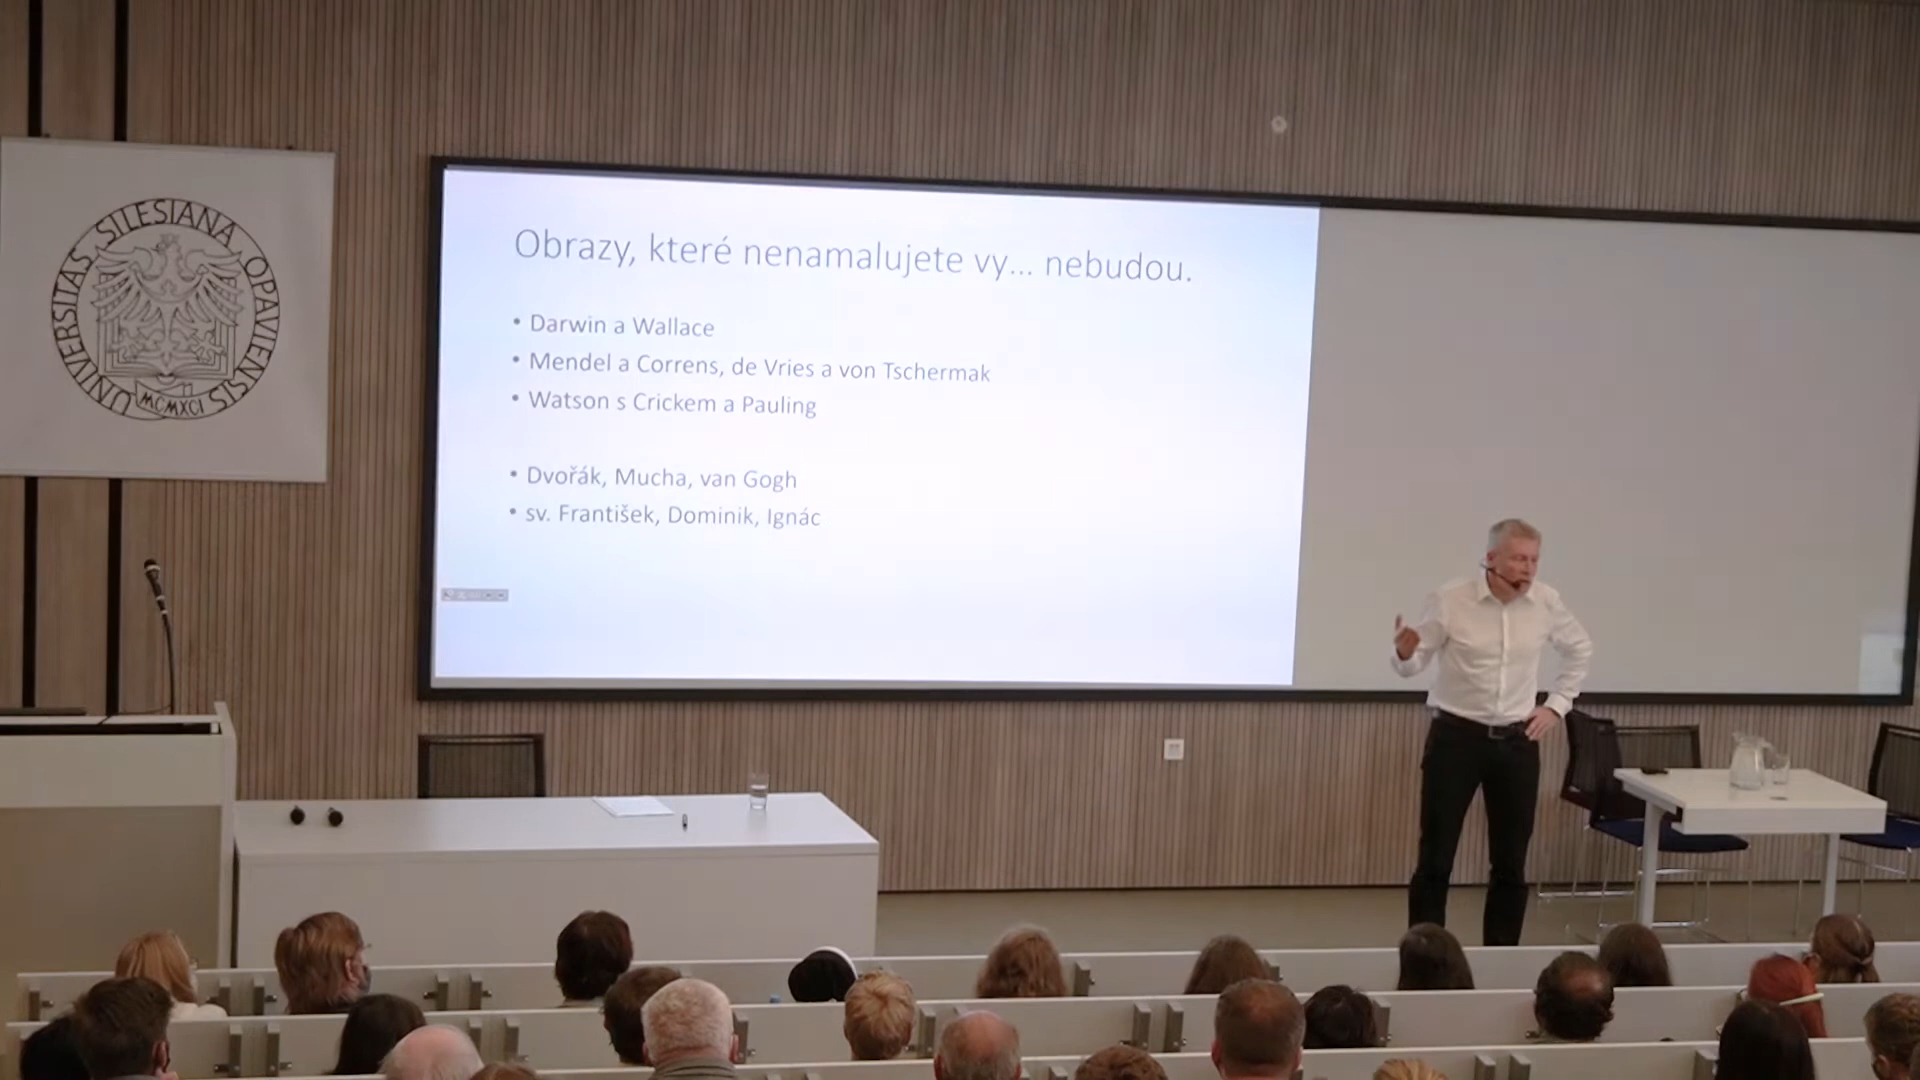 UNIVERSITAS SILESIANA OPAVIENSIS
MCMXCI
Obrazy, které nenamalujete vy... nebudou.
• Darwin a Wallace
• Mendel a Correns, de Vries a von Tschermak
• Watson s Crickem a Pauling
• Dvořák, Mucha, van Gogh
• sv. František, Dominik, Ignác